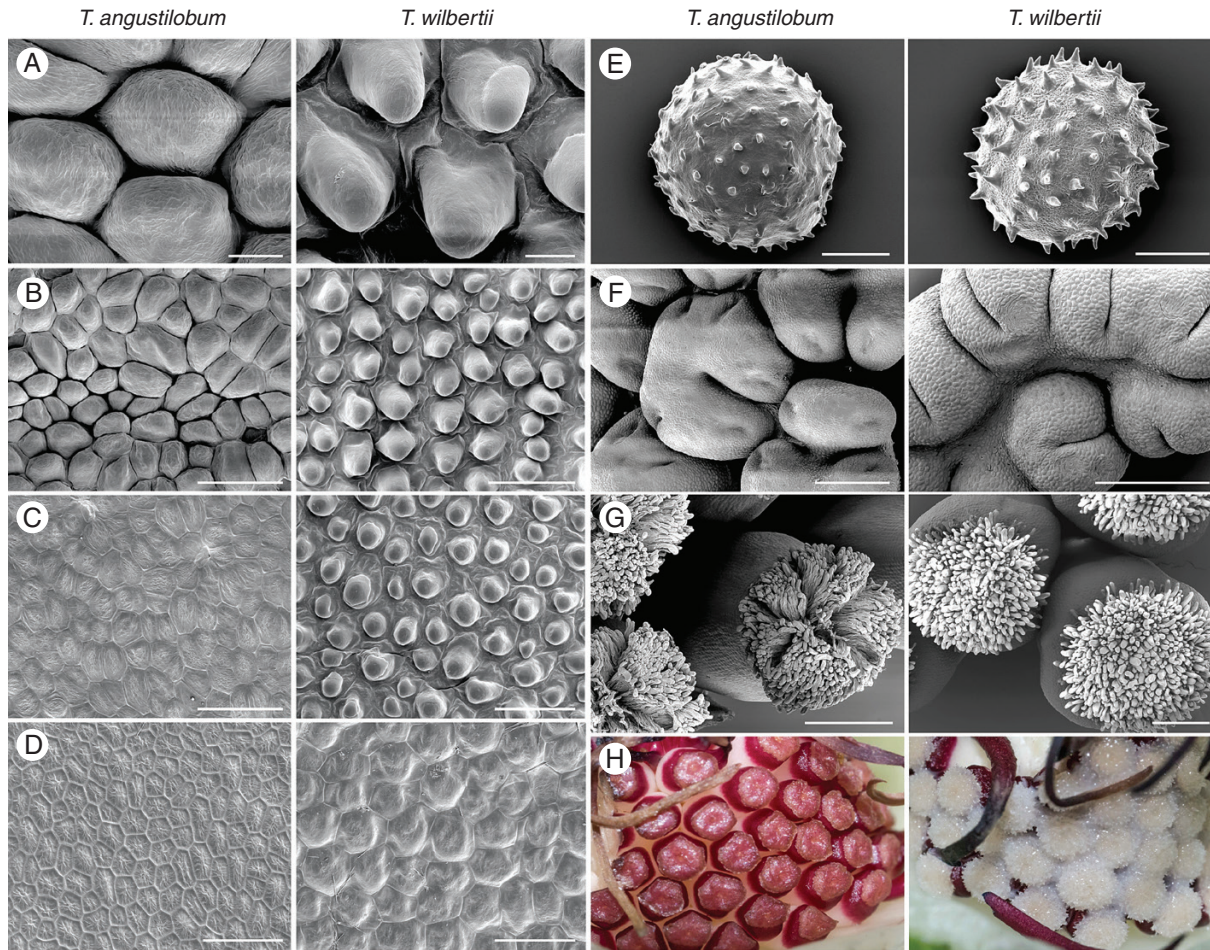 T. angustilobum T. wilbertii T. angustilobum T. wilbertii
A E
B F
C G
D H